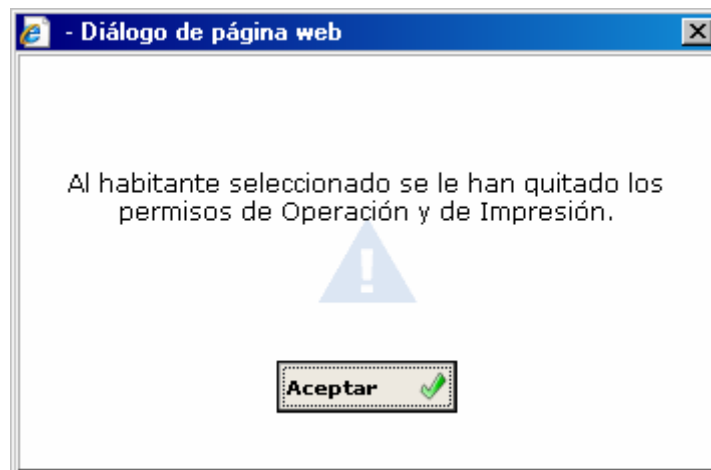 - Diálogo de página web
Al habitante seleccionado se le han quitado los
permisos de Operación y de Impresión.
Aceptar